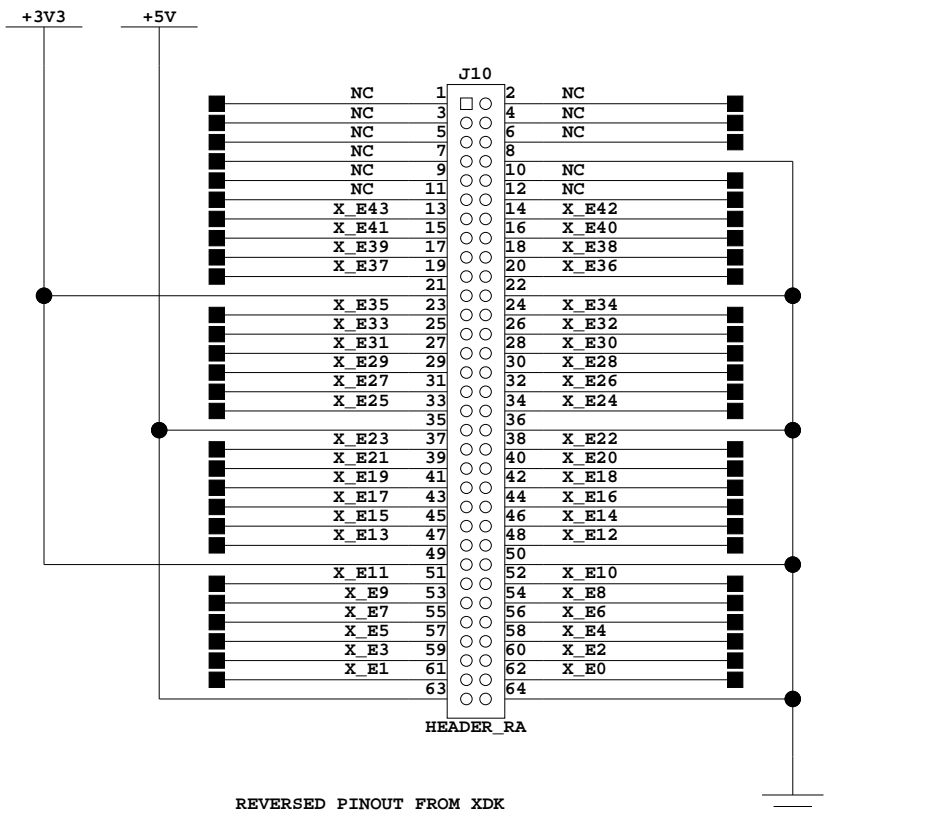 +3V3 +5V
J10
NC 1 2 NC
NC 3 4 NC
NC 5 6 NC
NC 7 8
NC 9 10 NC
NC 11 12 NC
X_E43 13 14 X_E42
X_E41 15 16 X_E40
X_E39 17 18 X_E38
X_E37 19 20 X_E36
21 22
X_E35 23 24 X_E34
X_E33 25 26 X_E32
X_E31 27 28 X_E30
X_E29 29 30 X_E28
X_E27 31 32 X_E26
X_E25 33 34 X_E24
35 36
X_E23 37 38 X_E22
X_E21 39 40 X_E20
X_E19 41 42 X_E18
X_E17 43 44 X_E16
X_E15 45 46 X_E14
X_E13 47 48 X_E12
49 50
X_E11 51 52 X_E10
X_E9 53 54 X_E8
X_E7 55 56 X_E6
X_E5 57 58 X_E4
X_E3 59 60 X_E2
X_E1 61 62 X_E0
63 64
HEADER_RA
REVERSED PINOUT FROM XDK